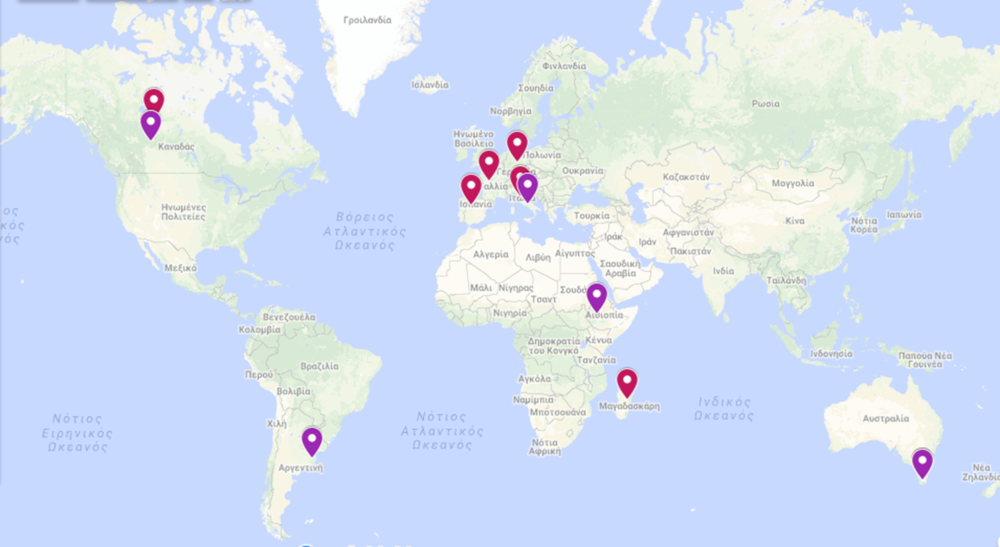 Γροιλανδία
Φινλανδία
Ισλανδία
Σουηδία
Ρωσία
Νορβηγία
Ηνωμένο
Βασίλειο
Καναδάς
Πολωνία
Ουκρανία
Καζακστάν
Μογγολία
Ηνωμένες
Πολιτείες
Βόρειος
Ατλαντικός
Ωκεανός
Ισπανία
Τουρκία
Κίνα
Νότια
Κορέα
Ιαπωνία
Ιράκ
Ιράν
Αφγανιστάν
Πακιστάν
Αλγερία
Λιβύη
Αίγυπτος
Σαουδική
Αραβία
Μεξικό
Ινδία
Ταϊλάνδη
Μάλι
Νίγηρας
Τσαντ
Νιγηρία
Αιθιοπία
Βενεζουέλα
Κολομβία
Δημοκρατία
του Κονγκό
Κένυα
Τανζανία
Ινδονησία
Παπούα Νέα
Γουινέα
Βραζιλία
Περού
Βολιβία
Αγκόλα
Ναμίμπια
Μποτσουάνα
Μαγαδασκάρη
Ινδικός
Ωκεανός
Νότιος
Ειρηνικός
Ωκεανός
Χιλή
Νότιος
Ατλαντικός
Ωκεανός
Αυστραλία
Νότια
Αφρική
Αργεντινή
Νέα